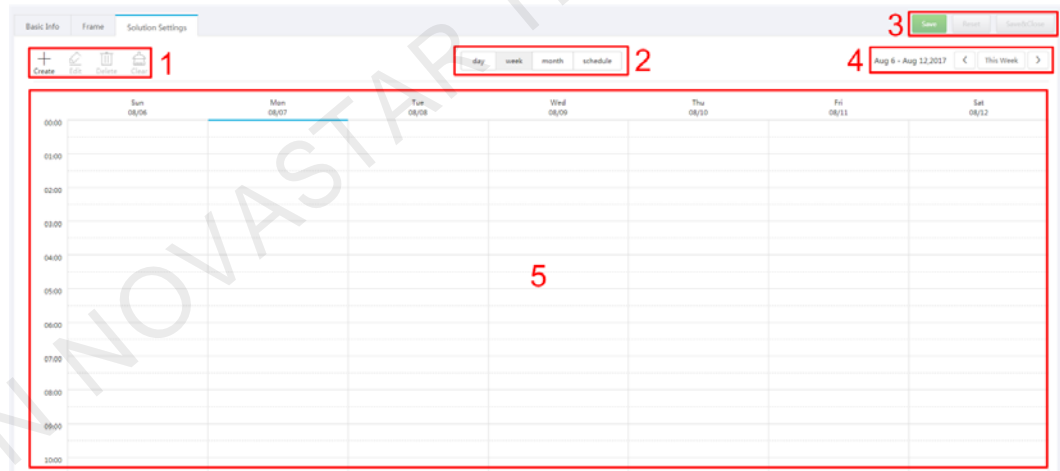 Basic Info Frame Solution Settings
3 Save Reset Save&Close
Create Edit Delete Clear 1
day week month schedule 2
4 Aug 6 - Aug 12,2017 < This Week >
Sun Mon Tue Wed Thu Fri Sat
08/06 08/07 08/08 08/09 08/10 08/11 08/12
00:00
01:00
02:00
03:00
04:00
5
05:00
06:00
07:00
08:00
09:00
10:00
N NOVASTAR